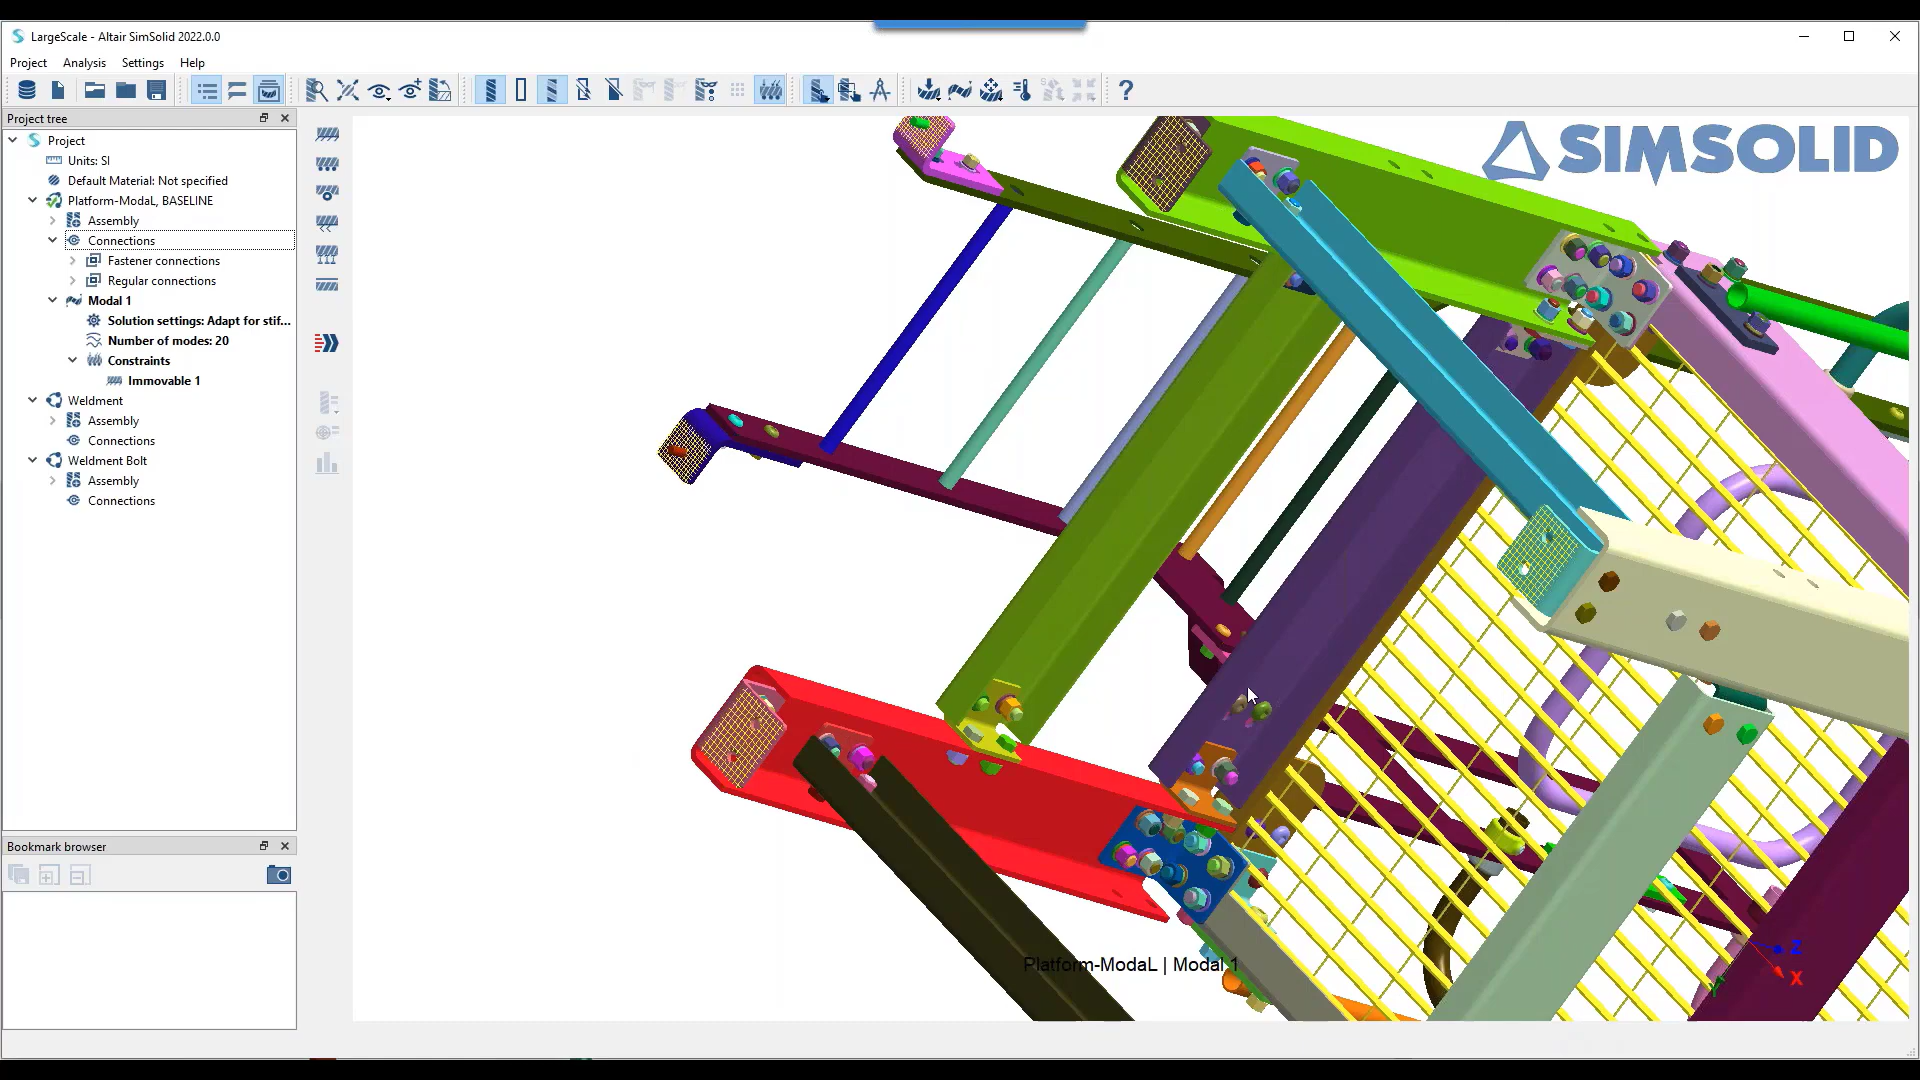 LargeScale - Altair SimSolid 2022.0.0
Project Analysis Settings Help
Project tree
Project
Units: SI
Default Material: Not specified
Platform-ModaL, BASELINE
Assembly
Connections
Fastener connections
Regular connections
Modal 1
Solution settings: Adapt for stif...
Number of modes: 20
Constraints
Immovable 1
Weldment
Assembly
Connections
Weldment Bolt
Assembly
Connections
Bookmark browser
SIMSOLID
Platform-ModaL | Modal 1
Z
X
Y